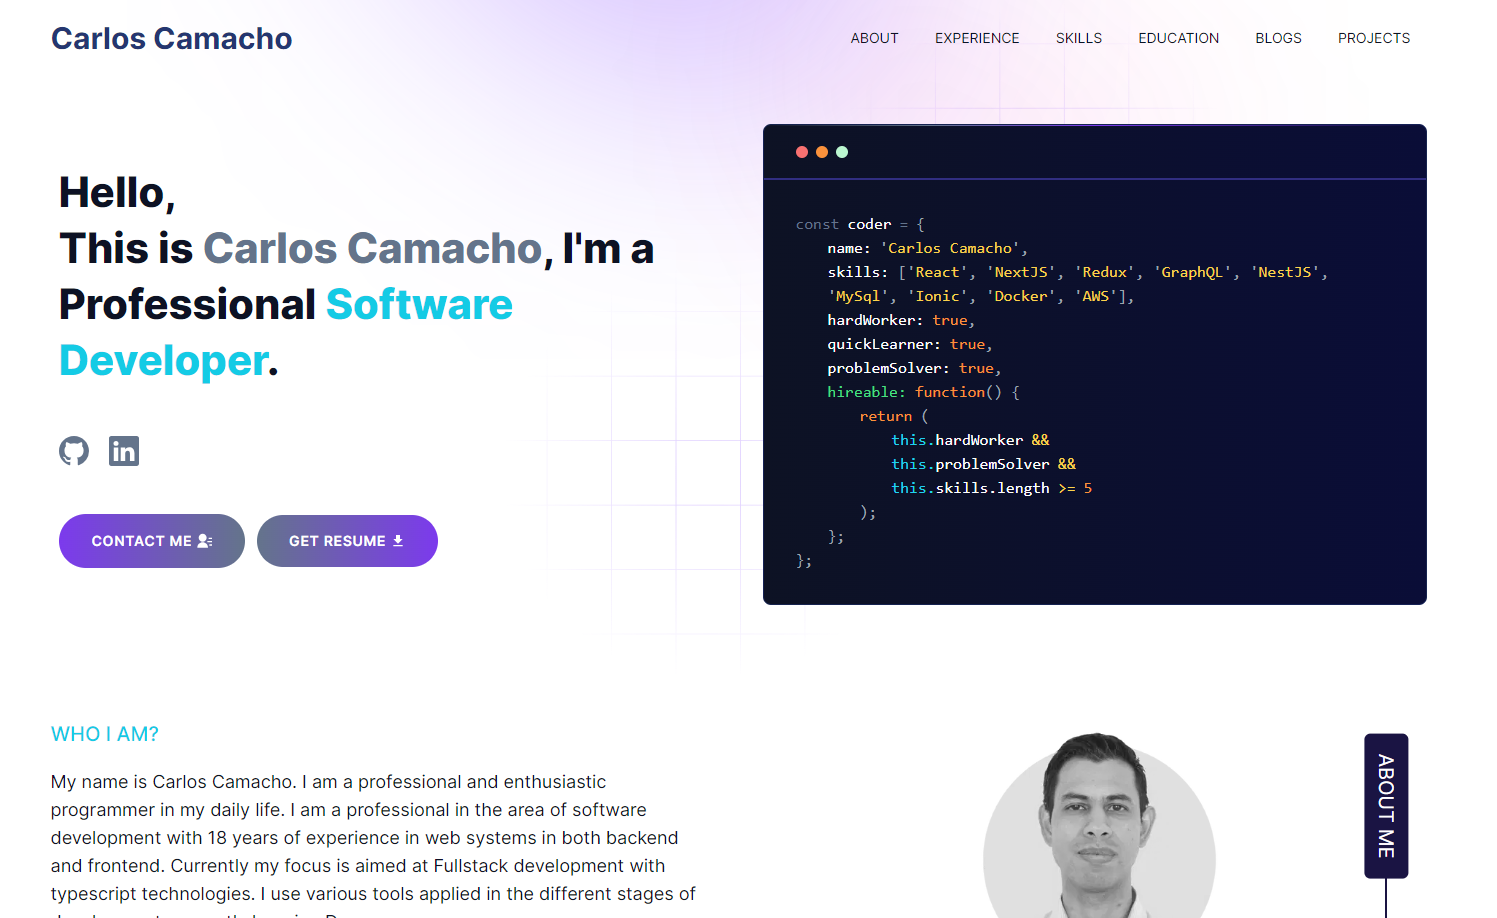 Carlos Camacho
ABOUT EXPERIENCE SKILLS EDUCATION BLOGS PROJECTS
Hello,
This is Carlos Camacho, I'm a
Professional Software
Developer.
in
CONTACT ME
GET RESUME
const coder = {
name: 'Carlos Camacho',
skills: ['React', 'NextJS', 'Redux', 'GraphQL', 'NestJS',
'MySql', 'Ionic', 'Docker', 'AWS'],
hardWorker: true,
quickLearner: true,
problemSolver: true,
hireable: function() {
return (
this.hardWorker &&
this.problemSolver &&
this.skills.length >= 5
);
};
};
WHO I AM?
My name is Carlos Camacho. I am a professional and enthusiastic
programmer in my daily life. I am a professional in the area of software
development with 18 years of experience in web systems in both backend
and frontend. Currently my focus is aimed at Fullstack development with
typescript technologies. I use various tools applied in the different stages of
ABOUT ME